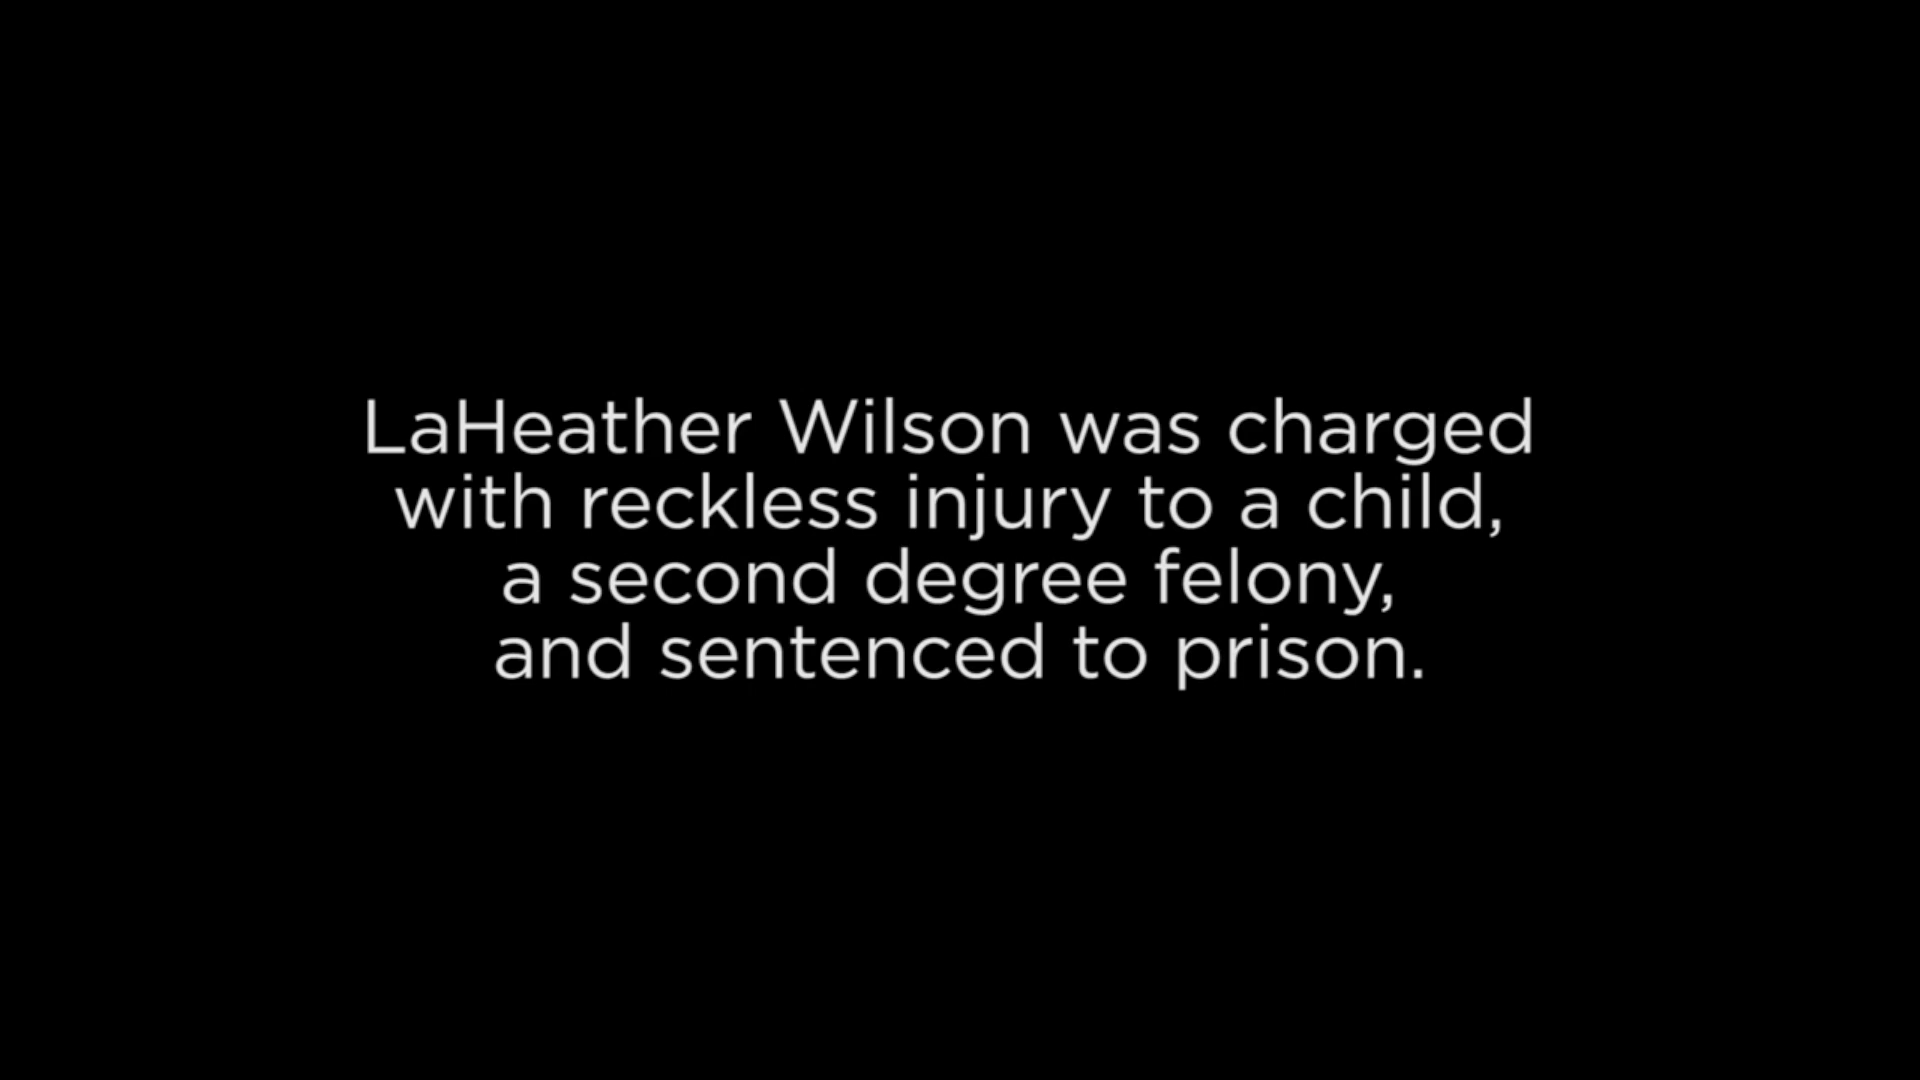 LaHeather Wilson was charged
with reckless injury to a child,
a second degree felony,
and sentenced to prison.